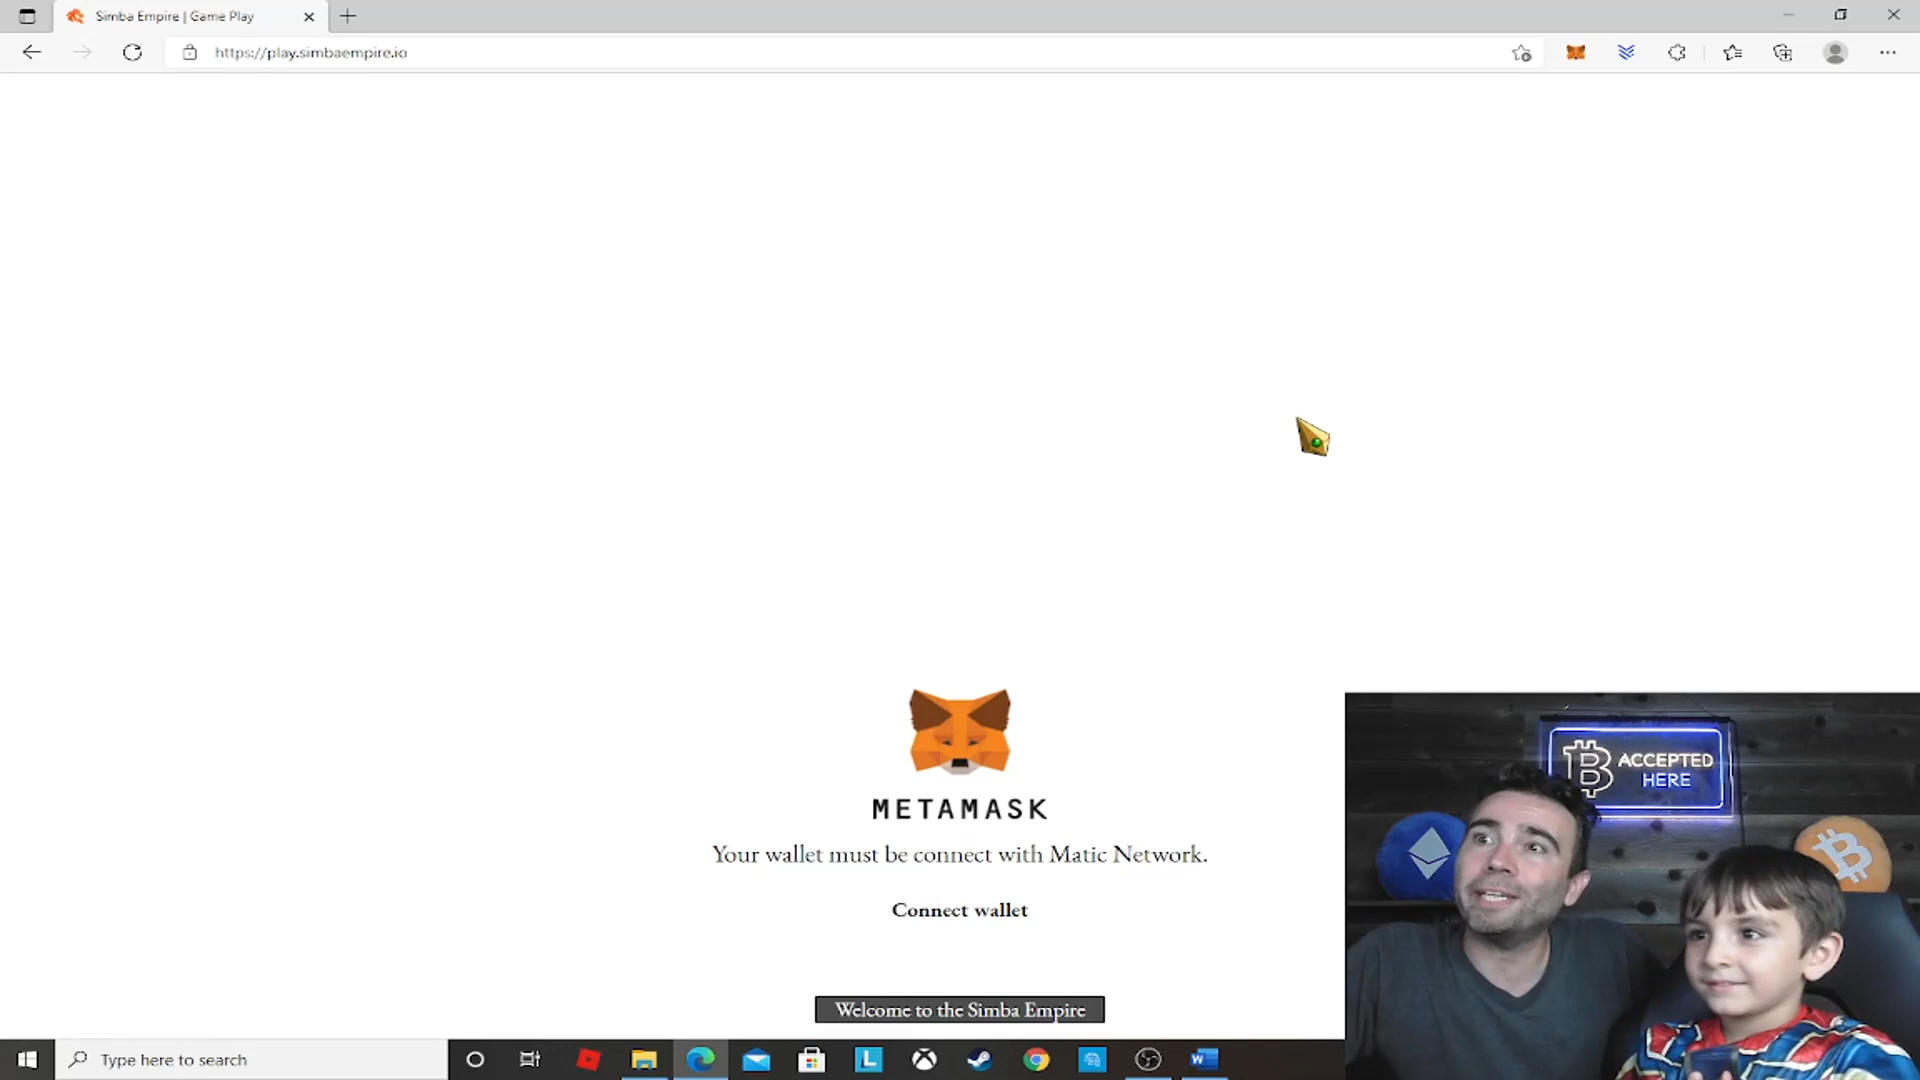 Simba Empire | Game Play
https://play.simbaempire.io
METAMASK
Your wallet must be connect with Matic Network.
Connect wallet
Welcome to the Simba Empire
ACCEPTED
HERE
Type here to search